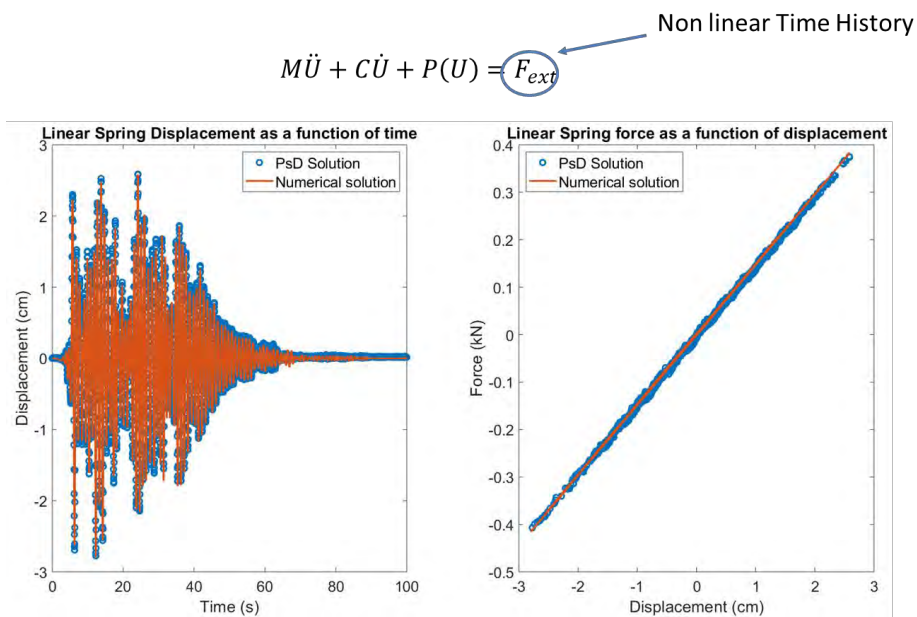 Non linear Time History
MÜ + CU̇ + P(U) = F_ext
Linear Spring Displacement as a function of time
3
2
1
0
-1
-2
-3
Displacement (cm)
PsD Solution
Numerical solution
0 20 40 60 80 100
Time (s)
Linear Spring force as a function of displacement
0.4
0.3
0.2
0.1
0
-0.1
-0.2
-0.3
-0.4
-0.5
Force (kN)
PsD Solution
Numerical solution
-3 -2 -1 0 1 2 3
Displacement (cm)